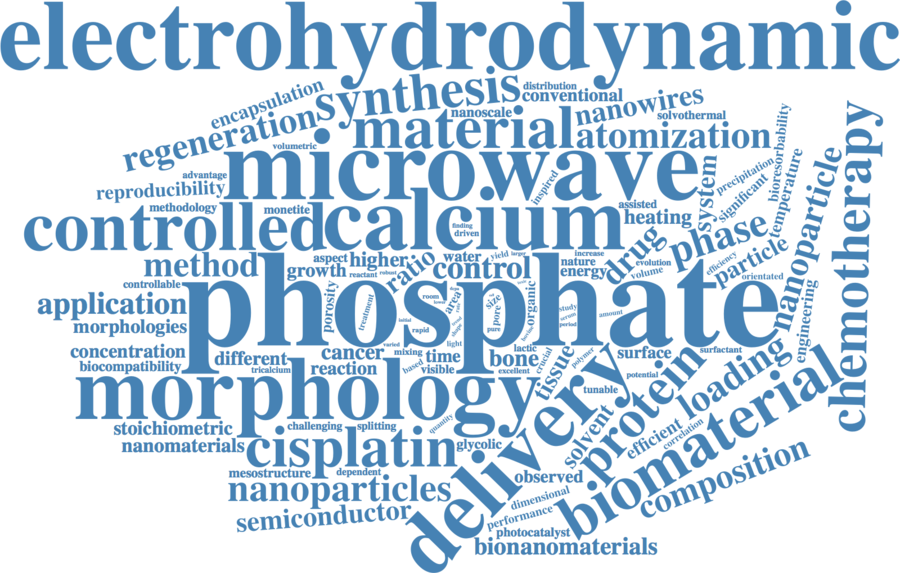 electrohydrodynamic
encapsulation
synthesis
distribution
conventional
nanoscale
nanowires
solvothermal
regeneration
volumetric
material
atomization
microwave
advantage
reproducibility
methodology
monetite
inspired
assisted
heating
system
precipitation
significant
bioresorbability
temperature
controlled
calcium
finding
driven
drug
phase
nanoparticle
chemotherapy
method
aspect
higher
growth
reactant
robust
ratio
water
yield
larger
control
increase
nature
energy
evolution
volume
efficiency
particle
orientated
controllable
application
morphologies
phosphate
porosity
treatment
room
lower
area
initial
rapid
shape
light
size
pore
pure
organic
study
serum
period
amount
engineering
concentration
biocompatibility
different
tricalcium
cancer
reaction
varied
mixing
based
time
visible
lactic
bone
excellent
crucial
tissue
polymer
surface
surfactant
potential
tunable
morphology
delivery
protein
loading
biomaterial
stoichiometric
nanomaterials
challenging
splitting
quantity
cisplatin
glycolic
solvent
efficient
correlation
mesostructure
dependent
observed
composition
nanoparticles
semiconductor
dimensional
performance
photocatalyst
bionanomaterials